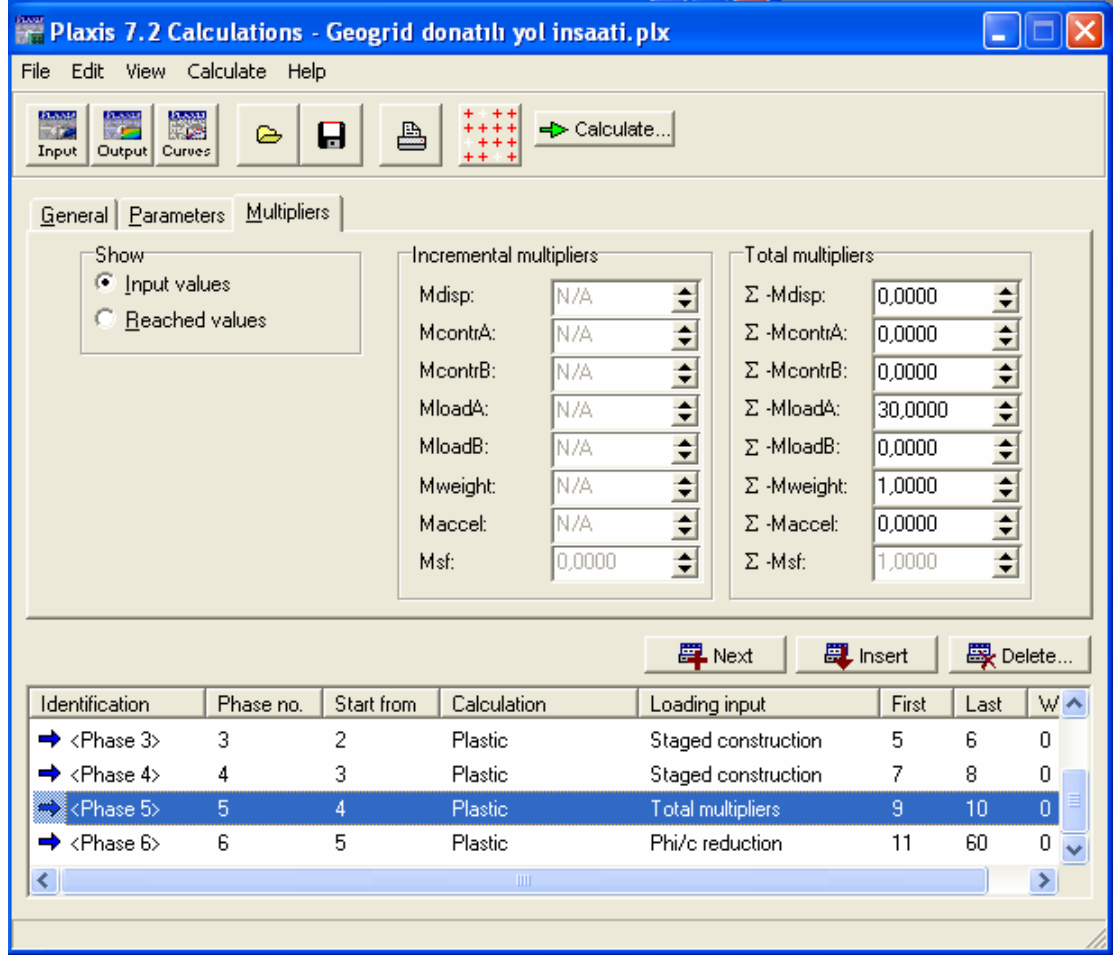 Plaxis 7.2 Calculations - Geogrid donatılı yol insaati.plx
File Edit View Calculate Help
Input Output Curves Calculate...
General Parameters Multipliers
Show Incremental multipliers Total multipliers
Input values
Reached values
Mdisp: N/A Σ -Mdisp: 0,0000
McontrA: N/A Σ -McontrA: 0,0000
McontrB: N/A Σ -McontrB: 0,0000
MloadA: N/A Σ -MloadA: 30,0000
MloadB: N/A Σ -MloadB: 0,0000
Mweight: N/A Σ -Mweight: 1,0000
Maccel: N/A Σ -Maccel: 0,0000
Msf: 0,0000 Σ -Msf: 1,0000
Next Insert Delete...
Identification Phase no. Start from Calculation Loading input First Last W
<Phase 3> 3 2 Plastic Staged construction 5 6 0
<Phase 4> 4 3 Plastic Staged construction 7 8 0
<Phase 5> 5 4 Plastic Total multipliers 9 10 0
<Phase 6> 6 5 Plastic Phi/c reduction 11 60 0